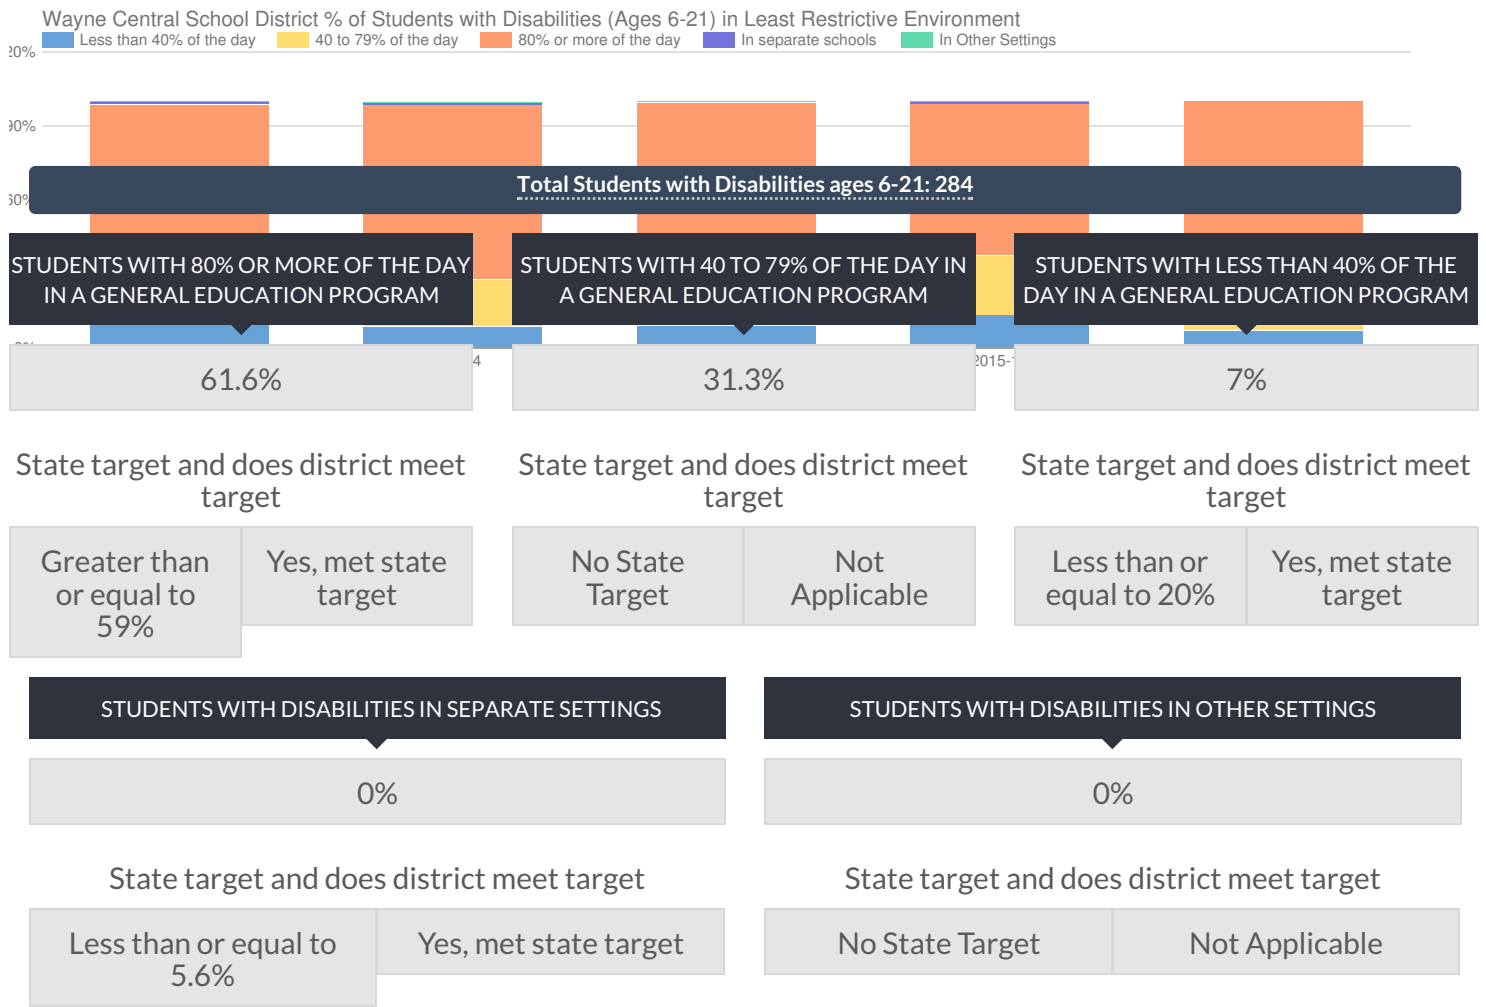 Wayne Central School District % of Students with Disabilities (Ages 6-21) in Least Restrictive Environment
Less than 40% of the day
40 to 79% of the day
80% or more of the day
In separate schools
In Other Settings
20%
90%
60%
Total Students with Disabilities ages 6-21: 284
STUDENTS WITH 80% OR MORE OF THE DAY
IN A GENERAL EDUCATION PROGRAM
STUDENTS WITH 40 TO 79% OF THE DAY IN
A GENERAL EDUCATION PROGRAM
STUDENTS WITH LESS THAN 40% OF THE
DAY IN A GENERAL EDUCATION PROGRAM
4
2015-
61.6%
31.3%
7%
State target and does district meet
target
State target and does district meet
target
State target and does district meet
target
Greater than
or equal to
59%
Yes, met state
target
No State
Target
Not
Applicable
Less than or
equal to 20%
Yes, met state
target
STUDENTS WITH DISABILITIES IN SEPARATE SETTINGS
STUDENTS WITH DISABILITIES IN OTHER SETTINGS
0%
0%
State target and does district meet target
State target and does district meet target
Less than or equal to
5.6%
Yes, met state target
No State Target
Not Applicable